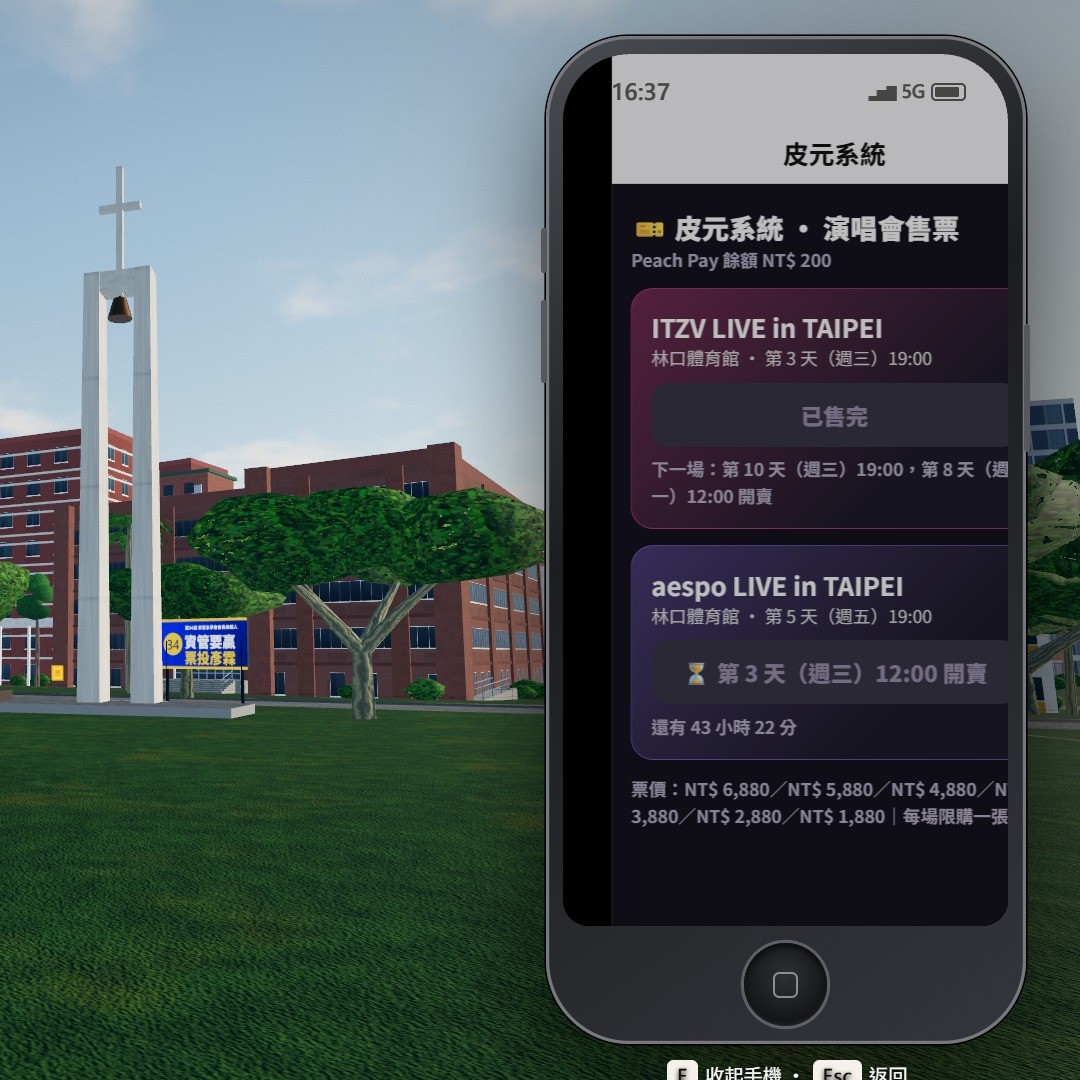 16:37
5G
皮元系統
皮元系統 · 演唱會售票
Peach Pay 餘額 NT$ 200
ITZV LIVE in TAIPEI
林口體育館 · 第 3 天（週三）19:00
已售完
下一場：第 10 天（週三）19:00，第 8 天（週
一）12:00 開賣
aespo LIVE in TAIPEI
林口體育館 · 第 5 天（週五）19:00
第 3 天（週三）12:00 開賣
還有 43 小時 22 分
票價：NT$ 6,880／NT$ 5,880／NT$ 4,880／N
3,880／NT$ 2,880／NT$ 1,880｜每場限購一張
34
資管要贏
票投彥霖
F 收起手機 · Esc 返回